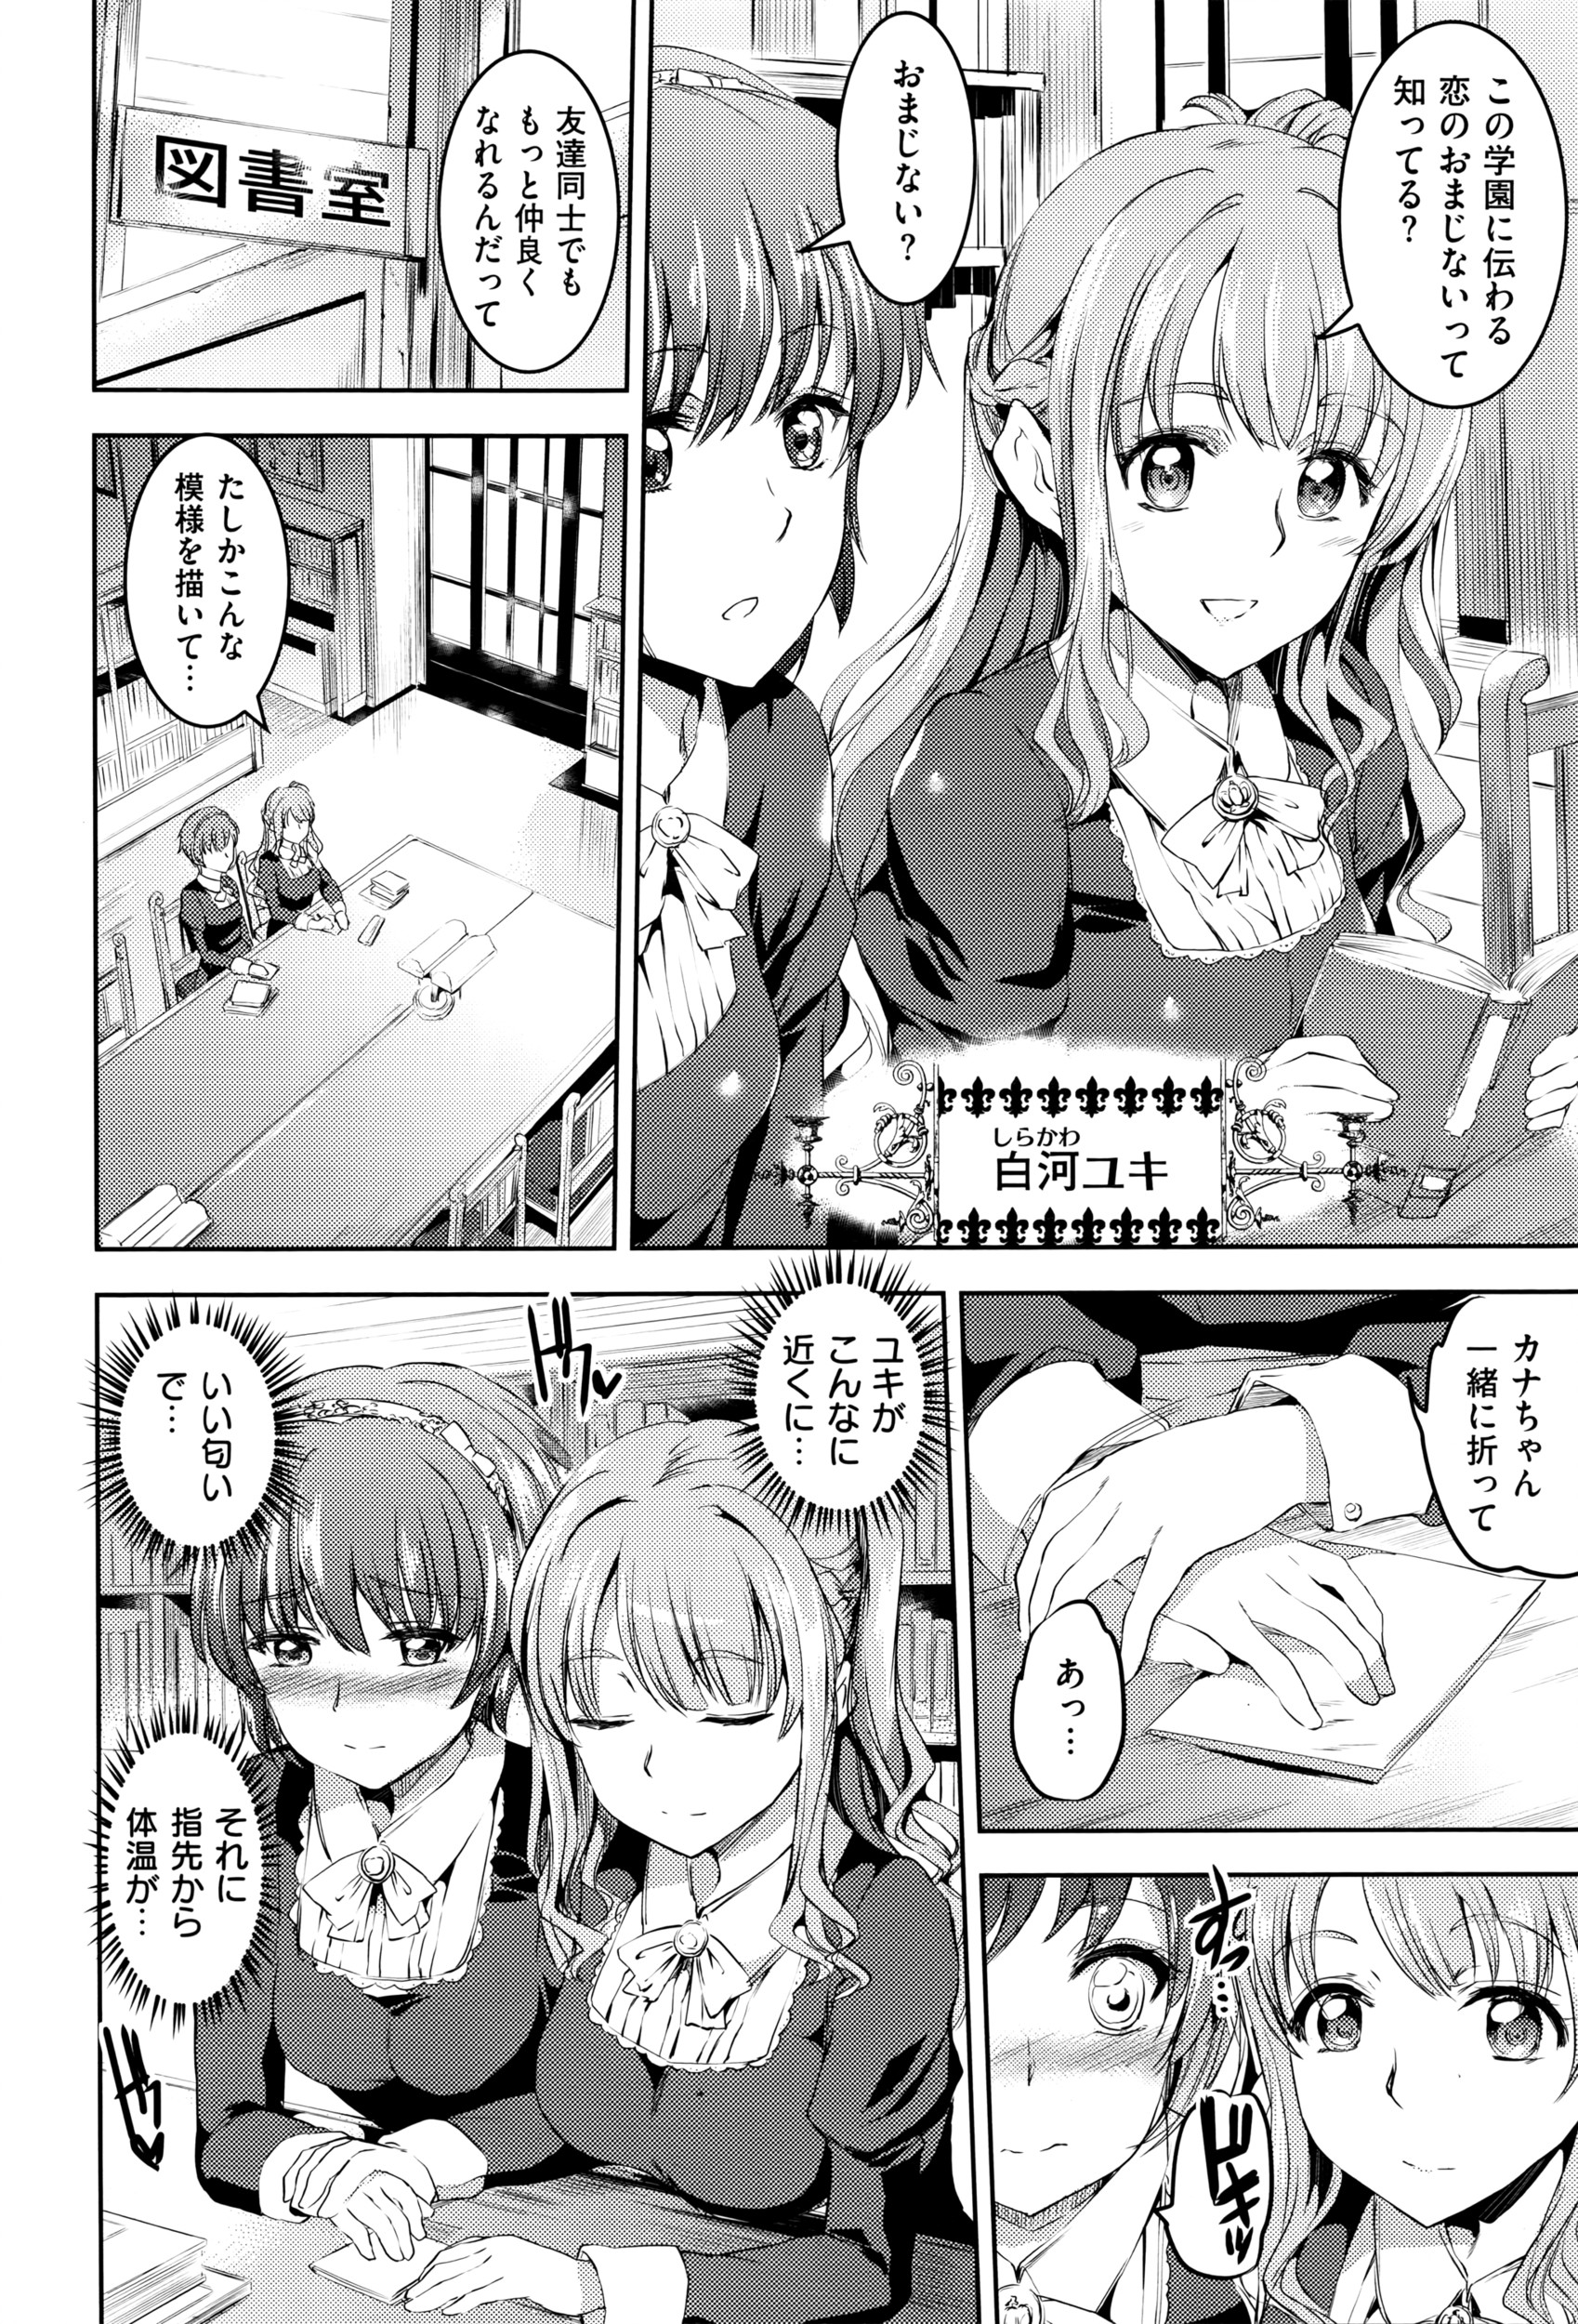 この学園に伝わる
恋のおまじないって
知ってる？
おまじない？
しらかわ
白河ユキ
友達同士でも
もっと仲良く
なれるんだって
図書室
たしかこんな
模様を描いて…
カナちゃん
一緒に折って
あっ…
すっ…
ドキッ
ユキが
こんなに
近くに…
ドキ
いい匂い
で…
それに
指先から
体温が…
ドキ